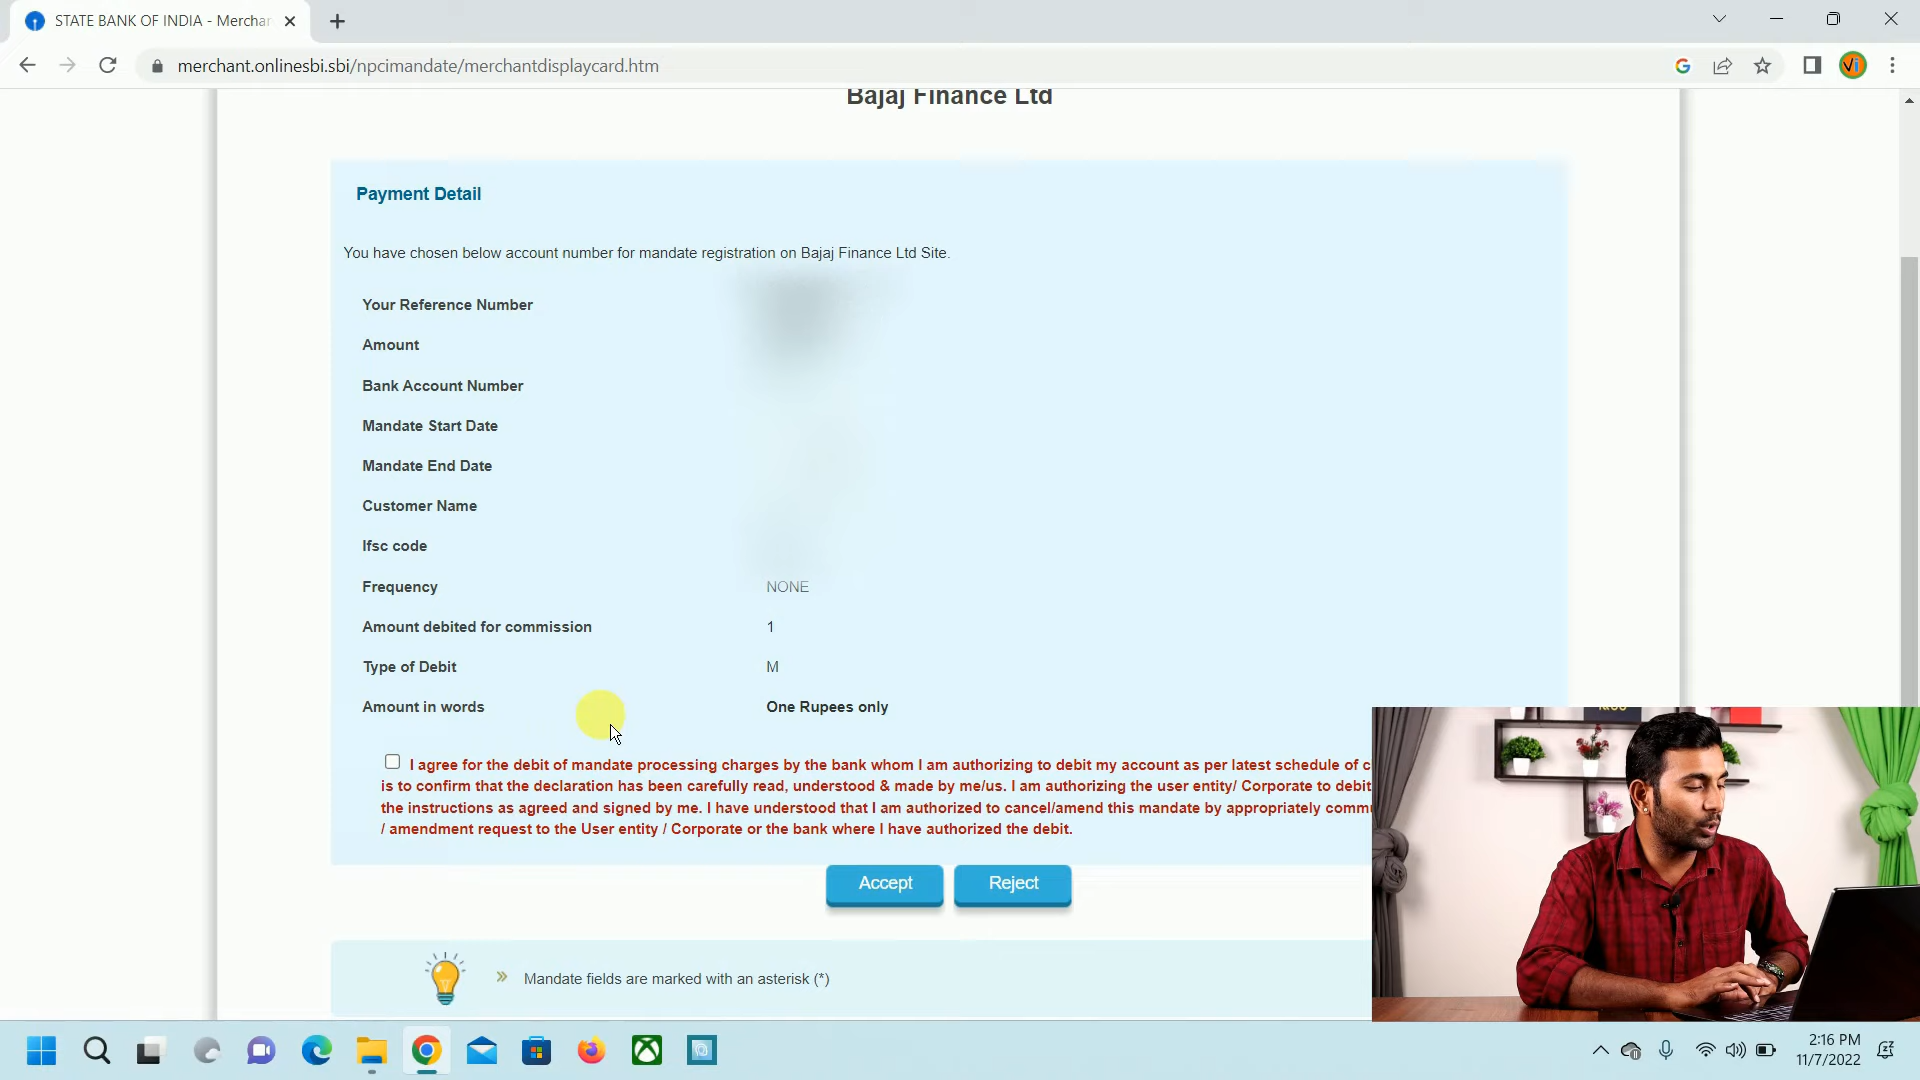 STATE BANK OF INDIA - Mercha
merchant.onlinesbi.sbi/npcimandate/merchantdisplaycard.htm
Bajaj Finance Ltd
Payment Detail
You have chosen below account number for mandate registration on Bajaj Finance Ltd Site.
Your Reference Number
Amount
Bank Account Number
Mandate Start Date
Mandate End Date
Customer Name
Ifsc code
Frequency NONE
Amount debited for commission 1
Type of Debit M
Amount in words One Rupees only
I agree for the debit of mandate processing charges by the bank whom I am authorizing to debit my account as per latest schedule of c
is to confirm that the declaration has been carefully read, understood & made by me/us. I am authorizing the user entity/ Corporate to debit
the instructions as agreed and signed by me. I have understood that I am authorized to cancel/amend this mandate by appropriately commu
/ amendment request to the User entity / Corporate or the bank where I have authorized the debit.
Accept Reject
» Mandate fields are marked with an asterisk (*)
2:16 PM
11/7/2022